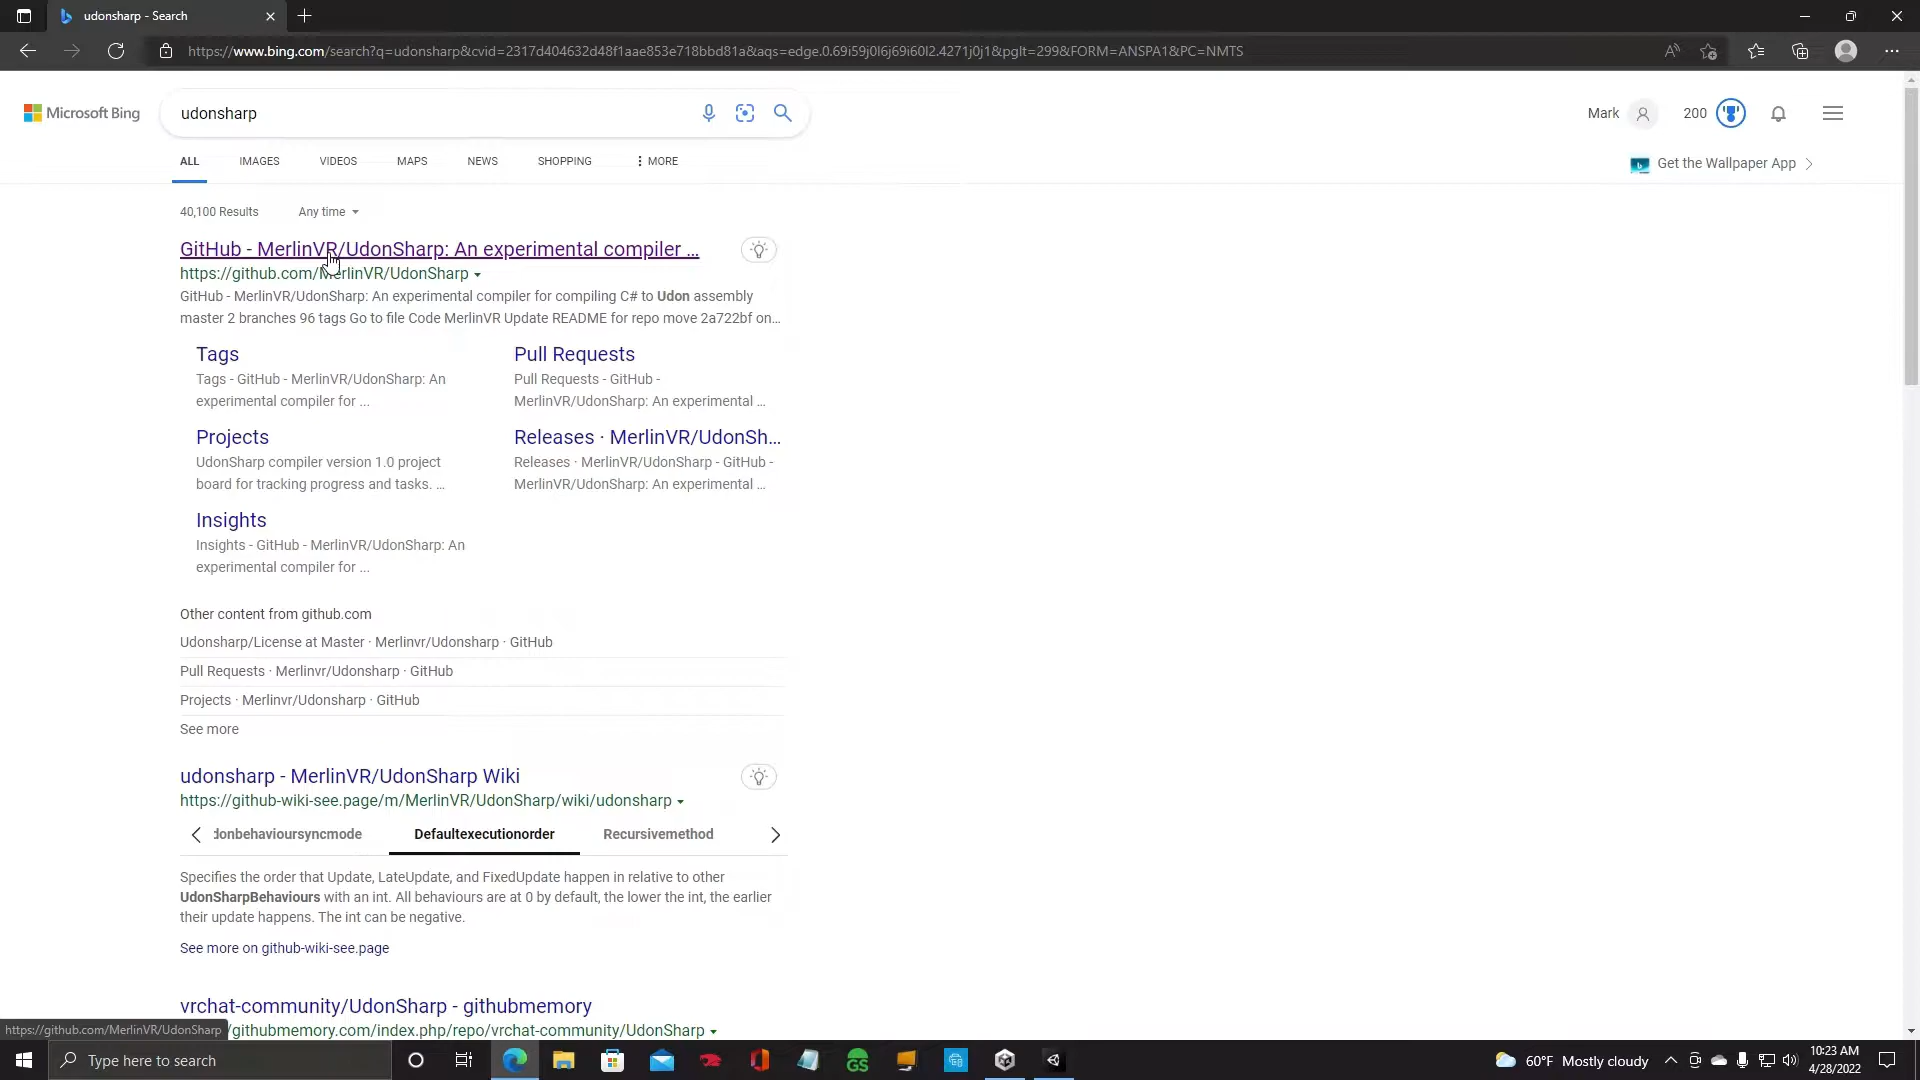 udonsharp - Search
https://www.bing.com/search?q=udonsharp&cvid=2317d404632d48f1aae853e718bbd81a&aqs=edge.0.69i59j0l6j69i60l2.4271j0j1&pglt=299&FORM=ANSPA1&PC=NMTS
Microsoft Bing
udonsharp
Mark
200
ALL
IMAGES
VIDEOS
MAPS
NEWS
SHOPPING
MORE
Get the Wallpaper App
40,100 Results
Any time
GitHub - MerlinVR/UdonSharp: An experimental compiler ...
https://github.com/MerlinVR/UdonSharp
GitHub - MerlinVR/UdonSharp: An experimental compiler for compiling C# to Udon assembly
master 2 branches 96 tags Go to file Code MerlinVR Update README for repo move 2a722bf on...
Tags
Tags - GitHub - MerlinVR/UdonSharp: An
experimental compiler for ...
Pull Requests
Pull Requests - GitHub -
MerlinVR/UdonSharp: An experimental ...
Projects
UdonSharp compiler version 1.0 project
board for tracking progress and tasks. ...
Releases · MerlinVR/UdonSh...
Releases · MerlinVR/UdonSharp - GitHub -
MerlinVR/UdonSharp: An experimental ...
Insights
Insights - GitHub - MerlinVR/UdonSharp: An
experimental compiler for ...
Other content from github.com
Udonsharp/License at Master · Merlinvr/Udonsharp · GitHub
Pull Requests · Merlinvr/Udonsharp · GitHub
Projects · Merlinvr/Udonsharp · GitHub
See more
udonsharp - MerlinVR/UdonSharp Wiki
https://github-wiki-see.page/m/MerlinVR/UdonSharp/wiki/udonsharp
donbehavioursyncmode
Defaultexecutionorder
Recursivemethod
Specifies the order that Update, LateUpdate, and FixedUpdate happen in relative to other
UdonSharpBehaviours with an int. All behaviours are at 0 by default, the lower the int, the earlier
their update happens. The int can be negative.
See more on github-wiki-see.page
vrchat-community/UdonSharp - githubmemory
/githubmemory.com/index.php/repo/vrchat-community/UdonSharp
https://github.com/MerlinVR/UdonSharp
Type here to search
GS
60°F Mostly cloudy
10:23 AM
4/28/2022